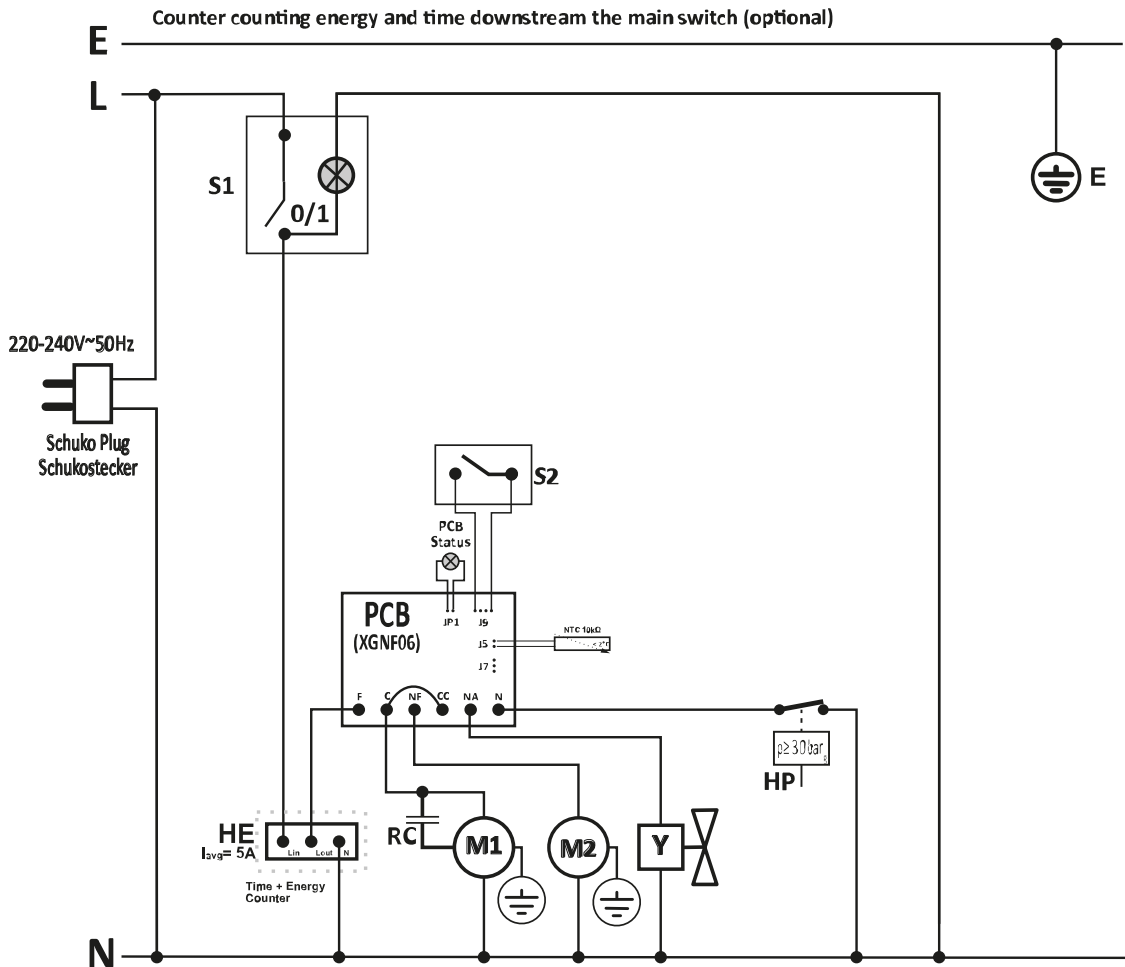 Counter counting energy and time downstream the main switch (optional)
E
L
S1
0/1
E
220-240V~50Hz
Schuko Plug
Schukostecker
S2
PCB
Status
PCB
(XGNF06)
JP1
J9
J5
NTC 10kΩ
J7
F
C
NF
CC
NA
N
p≥30bar
HP
HE
Iavg= 5A
Lin
Lout
N
RC
M1
M2
Y
Time + Energy
Counter
N